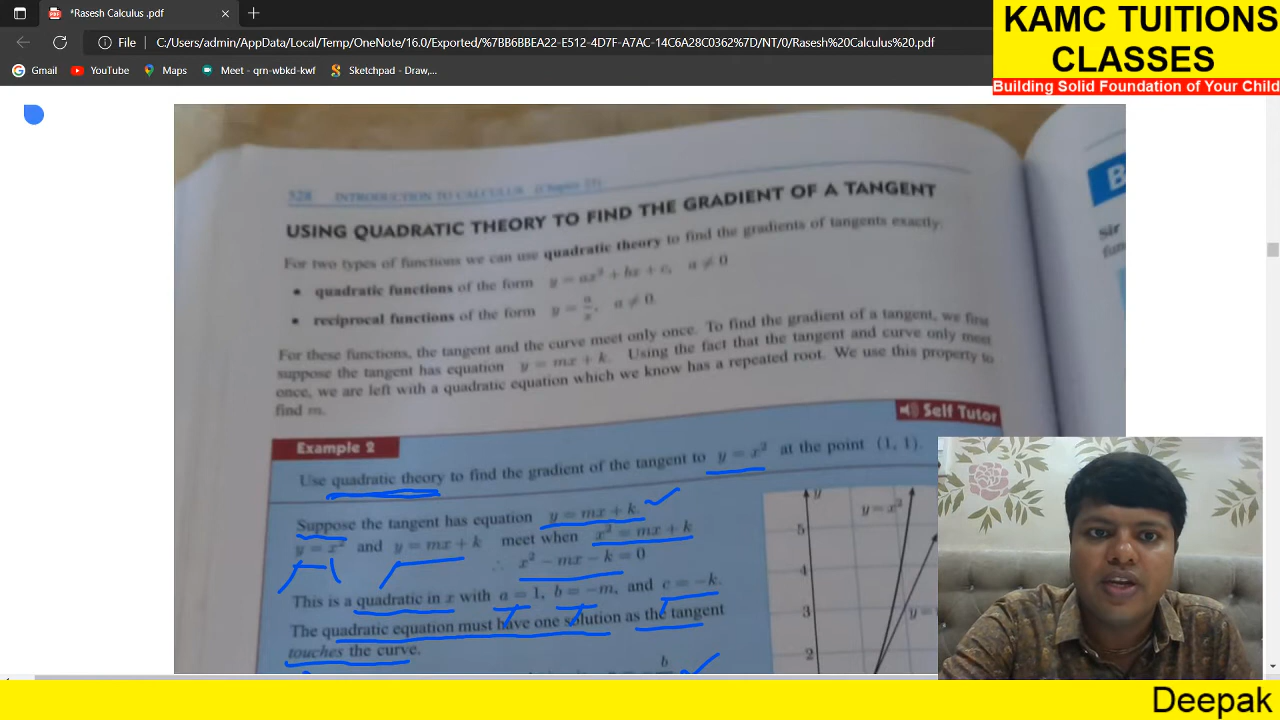 *Rasesh Calculus .pdf
File C:/Users/admin/AppData/Local/Temp/OneNote/16.0/Exported/%7BB6BBEA22-E512-4D7F-A7AC-14C6A28C0362%7D/NT/0/Rasesh%20Calculus%20.pdf
Gmail YouTube Maps Meet - qrn-wbkd-kwf Sketchpad - Draw,...
KAMC TUITIONS
CLASSES
Building Solid Foundation of Your Child
528 INTRODUCTION TO CALCULUS
USING QUADRATIC THEORY TO FIND THE GRADIENT OF A TANGENT
For two types of functions we can use quadratic theory to find the gradients of tangents exactly:
• quadratic functions of the form y = ax² + bx + c, a ≠ 0
• reciprocal functions of the form y = a/x, a ≠ 0.
For these functions, the tangent and the curve meet only once. To find the gradient of a tangent, we first
suppose the tangent has equation y = mx + k. Using the fact that the tangent and curve only meet
once, we are left with a quadratic equation which we know has a repeated root. We use this property to
find m.
Self Tutor
Example 2
Use quadratic theory to find the gradient of the tangent to y = x² at the point (1, 1).
Suppose the tangent has equation y = mx + k.
y = x² and y = mx + k meet when x² = mx + k
∴ x² − mx − k = 0
This is a quadratic in x with a = 1, b = −m, and c = −k.
The quadratic equation must have one solution as the tangent
touches the curve.
b
y
y = x²
5
4
3
2
B
Sir
Deepak